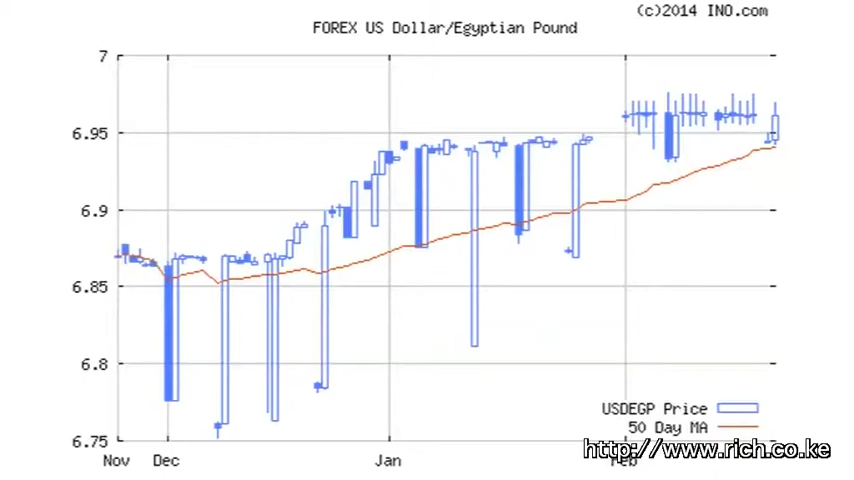 (c)2014 INO.com
FOREX US Dollar/Egyptian Pound
7
6.95
6.9
6.85
6.8
6.75
USDEGP Price
50 Day MA
Nov Dec Jan Feb
http://www.rich.co.ke